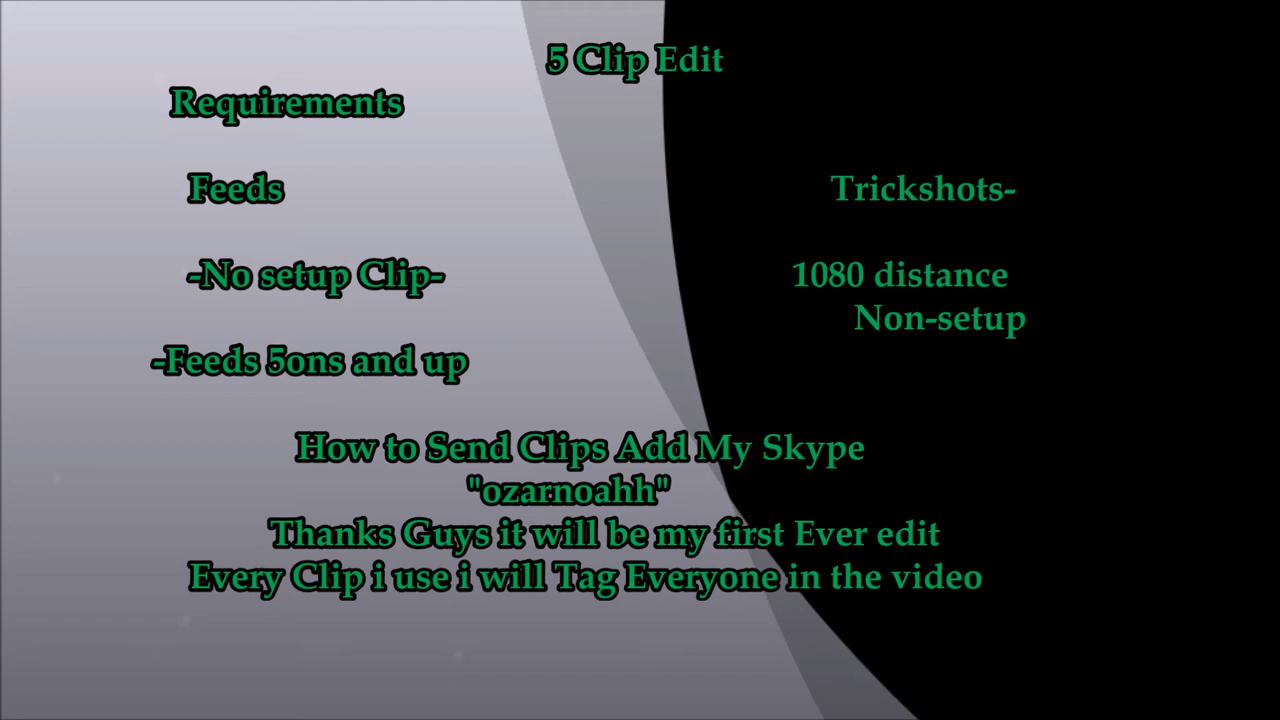 5 Clip Edit
Requirements
Feeds Trickshots-
-No setup Clip- 1080 distance
Non-setup
-Feeds 5ons and up
How to Send Clips Add My Skype
"ozarnoahh"
Thanks Guys it will be my first Ever edit
Every Clip i use i will Tag Everyone in the video